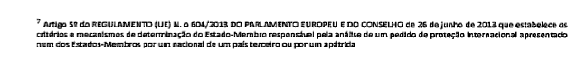 7 Artigo 5º do REGULAMENTO (UE) N. o 604/2013 DO PARLAMENTO EUROPEU E DO CONSELHO de 26 de junho de 2013 que estabelece os
critérios e mecanismos de determinação do Estado-Membro responsável pela análise de um pedido de proteção internacional apresentado
num dos Estados-Membros por um nacional de um país terceiro ou por um apátrida